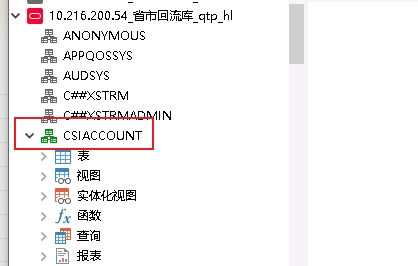 10.216.200.54_省市回流库_qtp_hl
ANONYMOUS
APPQOSSYS
AUDSYS
C##XSTRM
C##XSTRMADMIN
CSIACCOUNT
表
视图
实体化视图
fx 函数
查询
报表